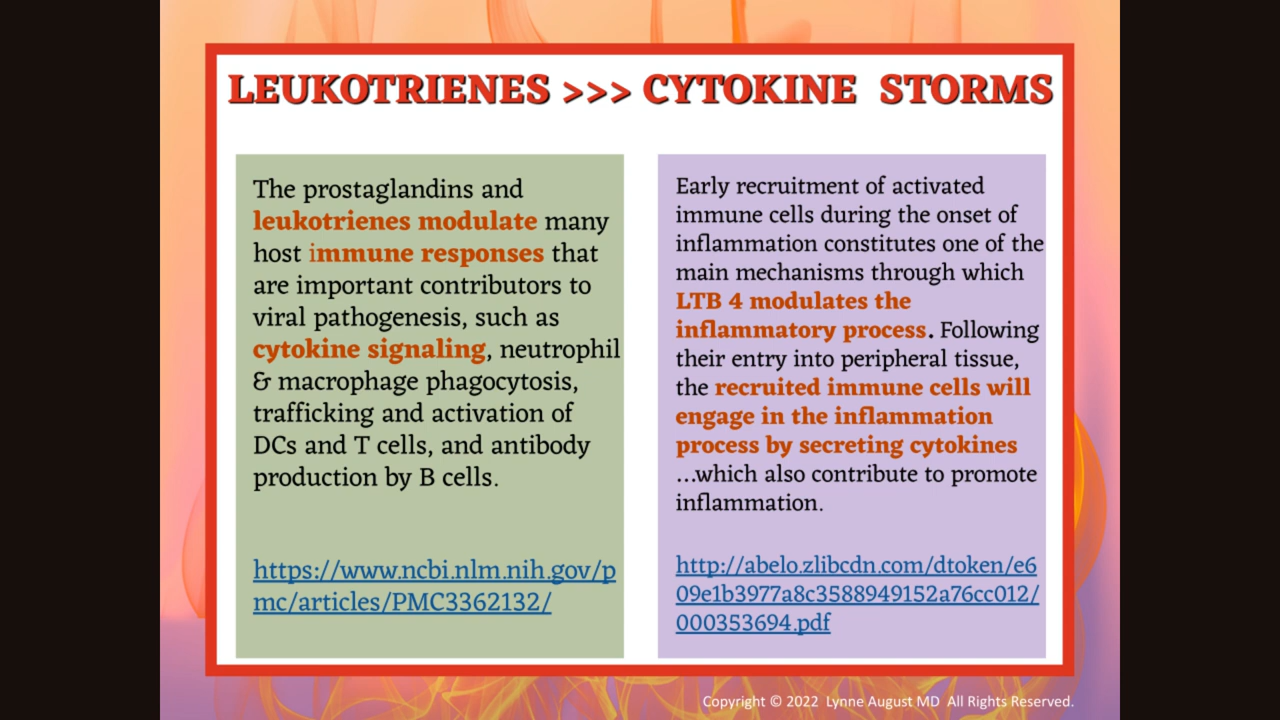 LEUKOTRIENES >>> CYTOKINE STORMS
The prostaglandins and
leukotrienes modulate many
host immune responses that
are important contributors to
viral pathogenesis, such as
cytokine signaling, neutrophil
& macrophage phagocytosis,
trafficking and activation of
DCs and T cells, and antibody
production by B cells.
https://www.ncbi.nlm.nih.gov/p
mc/articles/PMC3362132/
Early recruitment of activated
immune cells during the onset of
inflammation constitutes one of the
main mechanisms through which
LTB 4 modulates the
inflammatory process. Following
their entry into peripheral tissue,
the recruited immune cells will
engage in the inflammation
process by secreting cytokines
...which also contribute to promote
inflammation.
http://abelo.zlibcdn.com/dtoken/e6
09e1b3977a8c3588949152a76cc012/
000353694.pdf
Copyright © 2022 Lynne August MD All Rights Reserved.